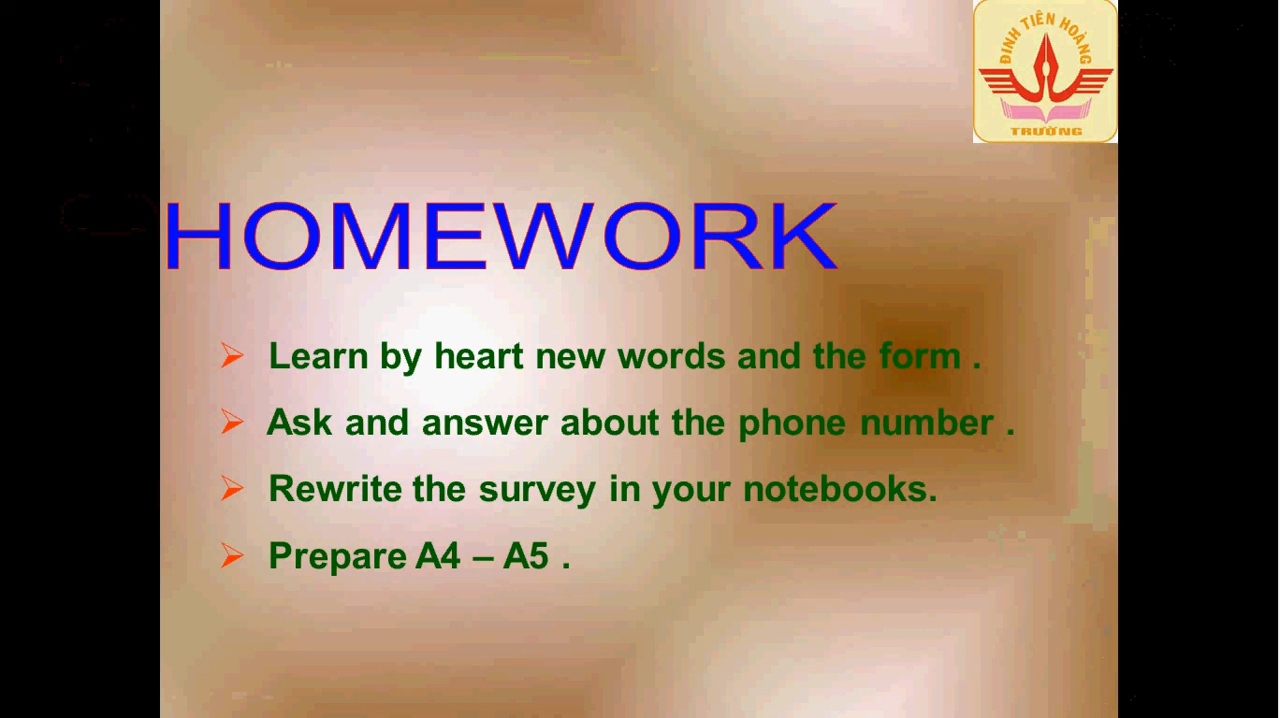 ĐINH TIÊN HOÀNG
TRƯỜNG
HOMEWORK
Learn by heart new words and the form .
Ask and answer about the phone number .
Rewrite the survey in your notebooks.
Prepare A4 – A5 .